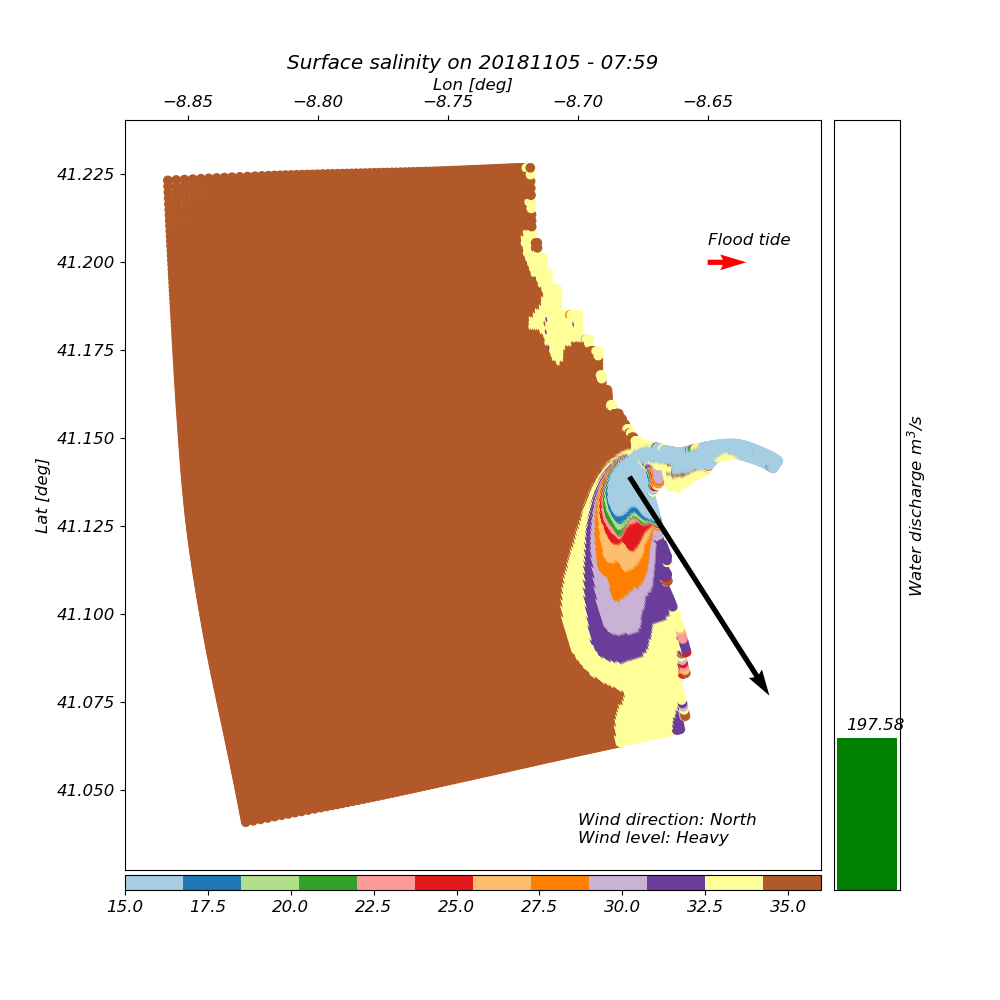 Surface salinity on 20181105 - 07:59
Lon [deg]
−8.85 −8.80 −8.75 −8.70 −8.65
41.225
41.200
41.175
41.150
41.125
41.100
41.075
41.050
Lat [deg]
Flood tide
Wind direction: North
Wind level: Heavy
197.58
Water discharge m³/s
15.0 17.5 20.0 22.5 25.0 27.5 30.0 32.5 35.0